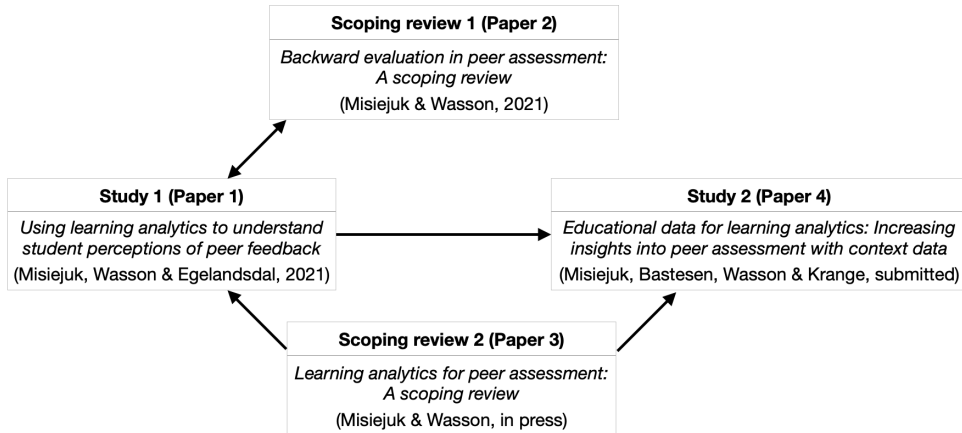 Scoping review 1 (Paper 2)
Backward evaluation in peer assessment:
A scoping review
(Misiejuk & Wasson, 2021)
Study 1 (Paper 1)
Using learning analytics to understand
student perceptions of peer feedback
(Misiejuk, Wasson & Egelandsdal, 2021)
Study 2 (Paper 4)
Educational data for learning analytics: Increasing
insights into peer assessment with context data
(Misiejuk, Bastesen, Wasson & Krange, submitted)
Scoping review 2 (Paper 3)
Learning analytics for peer assessment:
A scoping review
(Misiejuk & Wasson, in press)